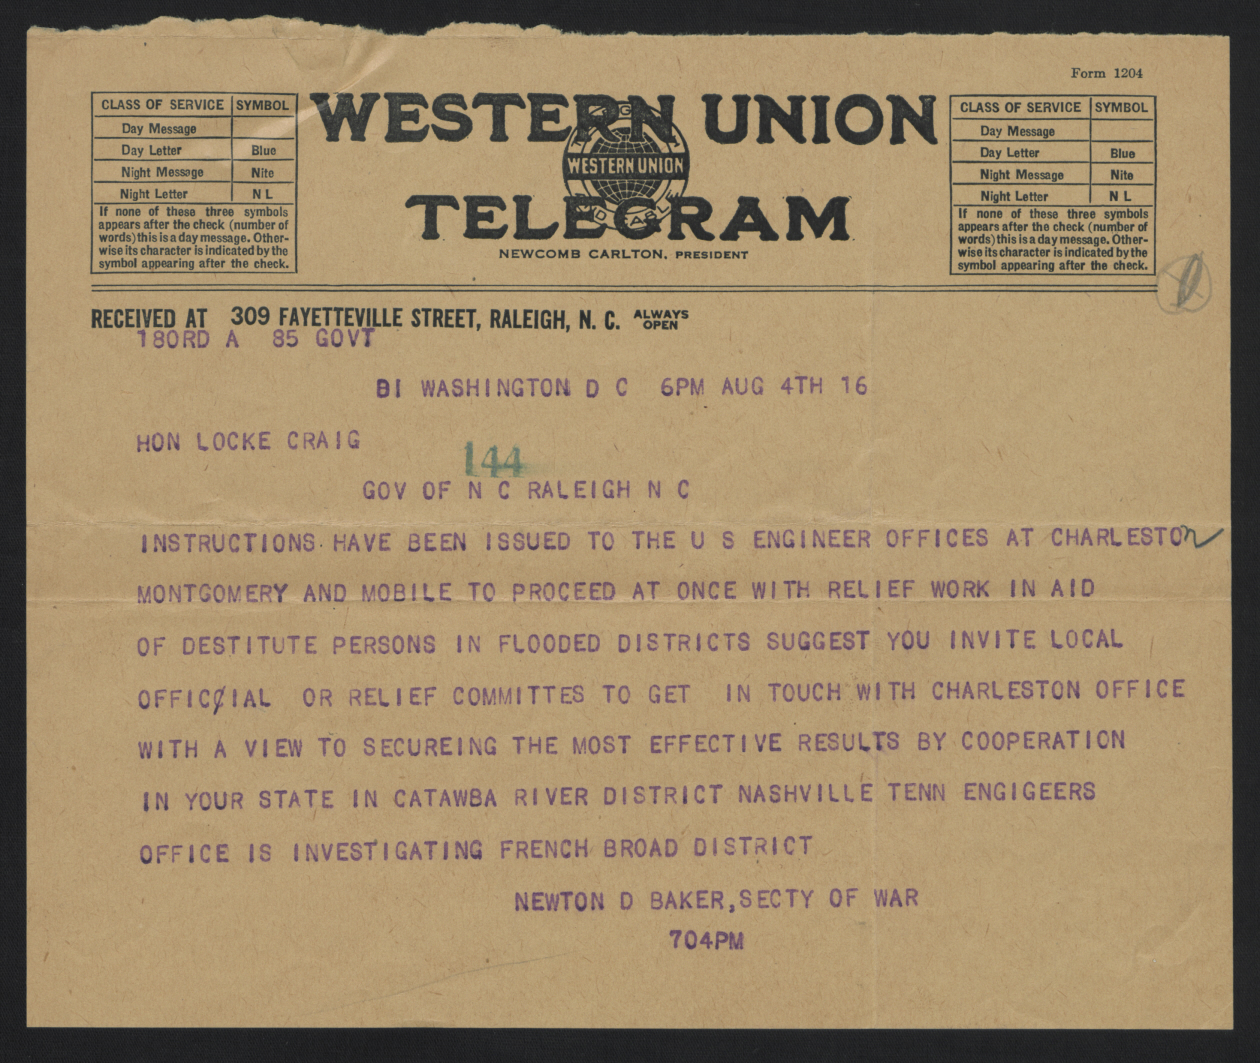 Form 1204
CLASS OF SERVICE SYMBOL
Day Message
Day Letter Blue
Night Message Nite
Night Letter N L
If none of these three symbols
appears after the check (number of
words) this is a day message. Other-
wise its character is indicated by the
symbol appearing after the check.
WESTERN UNION
WESTERN UNION
TELEGRAM
NEWCOMB CARLTON, PRESIDENT
CLASS OF SERVICE SYMBOL
Day Message
Day Letter Blue
Night Message Nite
Night Letter N L
If none of these three symbols
appears after the check (number of
words) this is a day message. Other-
wise its character is indicated by the
symbol appearing after the check.
RECEIVED AT 309 FAYETTEVILLE STREET, RALEIGH, N. C. ALWAYS OPEN
180RD A 85 GOVT
BI WASHINGTON D C 6PM AUG 4TH 16
HON LOCKE CRAIG
144
GOV OF N C RALEIGH N C
INSTRUCTIONS HAVE BEEN ISSUED TO THE U S ENGINEER OFFICES AT CHARLESTON
MONTGOMERY AND MOBILE TO PROCEED AT ONCE WITH RELIEF WORK IN AID
OF DESTITUTE PERSONS IN FLOODED DISTRICTS SUGGEST YOU INVITE LOCAL
OFFICIAL OR RELIEF COMMITTES TO GET IN TOUCH WITH CHARLESTON OFFICE
WITH A VIEW TO SECUREING THE MOST EFFECTIVE RESULTS BY COOPERATION
IN YOUR STATE IN CATAWBA RIVER DISTRICT NASHVILLE TENN ENGIGEERS
OFFICE IS INVESTIGATING FRENCH BROAD DISTRICT
NEWTON D BAKER,SECTY OF WAR
704PM